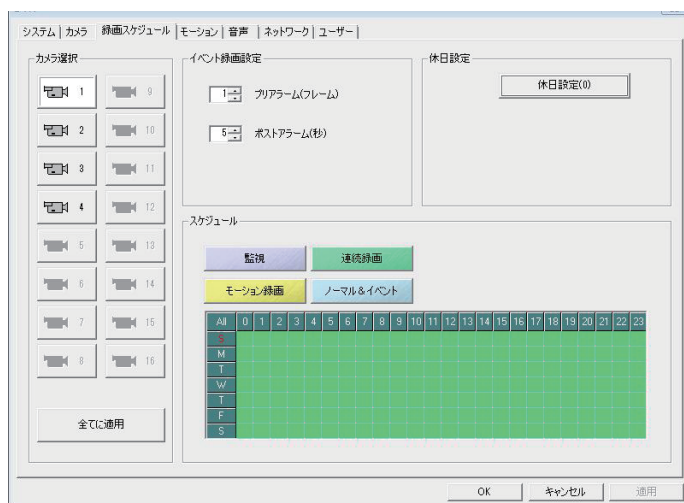 システム
カメラ
録画スケジュール
モーション
音声
ネットワーク
ユーザー
カメラ選択
1
9
2
10
3
11
4
12
5
13
6
14
7
15
8
16
全てに適用
イベント録画設定
1
プリアラーム(フレーム)
5
ポストアラーム(秒)
休日設定
休日設定(0)
スケジュール
監視
連続録画
モーション録画
ノーマル&イベント
All 0 1 2 3 4 5 6 7 8 9 10 11 12 13 14 15 16 17 18 19 20 21 22 23
S
M
T
W
T
F
S
OK
キャンセル
適用